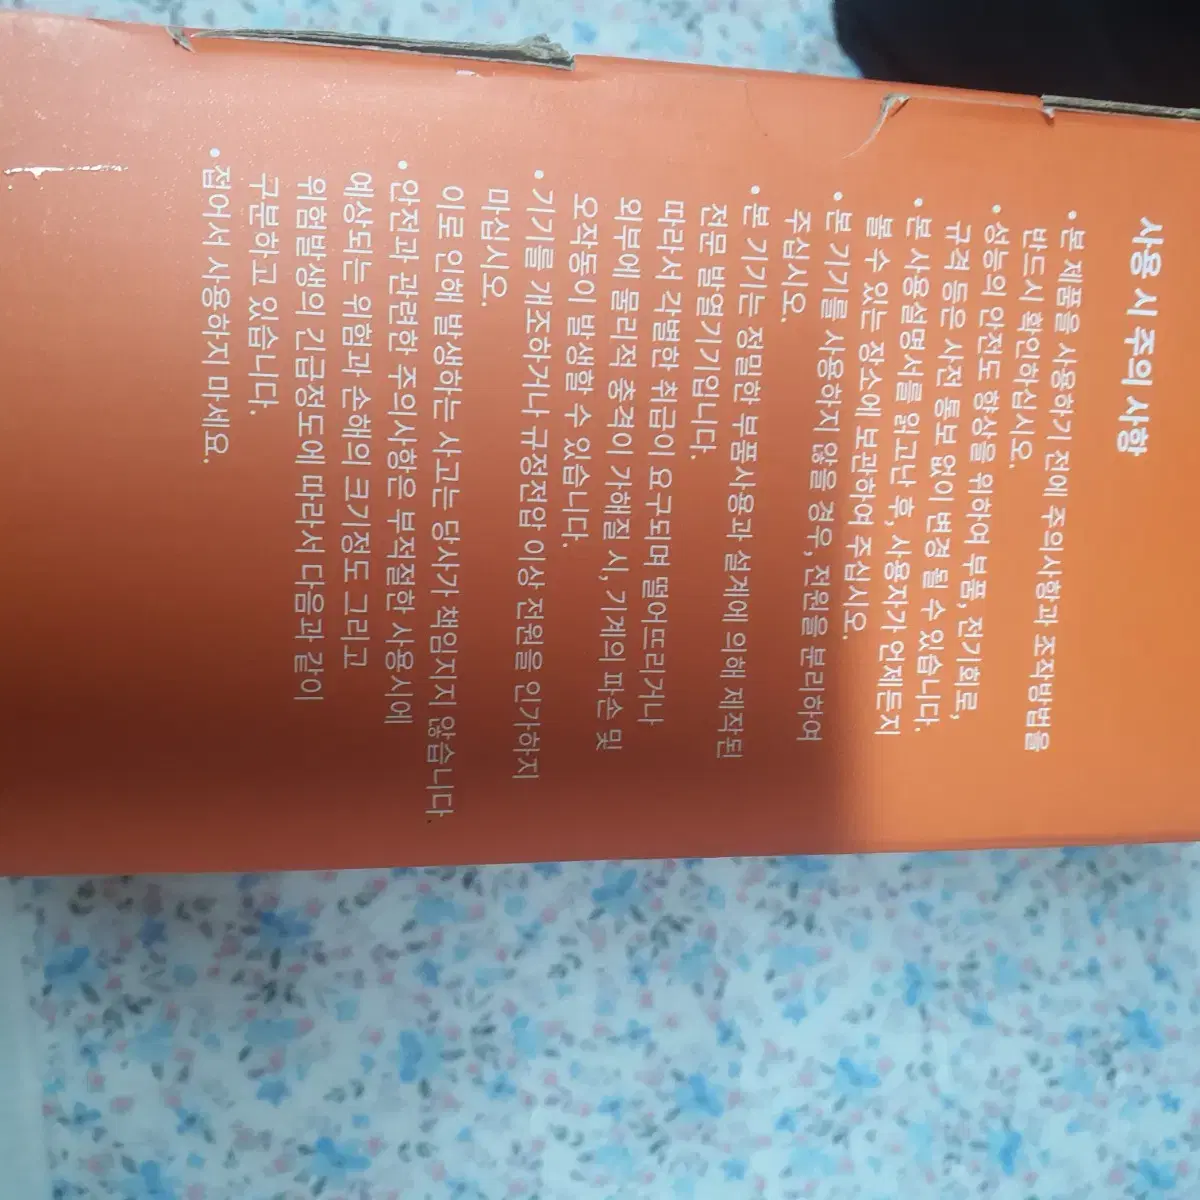 사용 시 주의 사항
• 본 제품을 사용하기 전에 주의사항과 조작방법을
반드시 확인하십시요.
• 성능의 안전도 향상을 위하여 부품, 전기회로,
규격 등은 사전 통보 없이 변경 될 수 있습니다.
• 본 사용설명서를 읽고난 후, 사용자가 언제든지
볼 수 있는 장소에 보관하여 주십시요.
• 본 기기를 사용하지 않을 경우, 전원을 분리하여
주십시요.
• 본 기기는 정밀한 부품사용과 설계에 의해 제작된
전문 발열기기입니다.
따라서 각별한 취급이 요구되며 떨어뜨리거나
외부에 물리적 충격이 가해질 시, 기계의 파손 및
오작동이 발생할 수 있습니다.
• 기기를 개조하거나 규정전압 이상 전원을 인가하지
마십시요.
이로 인해 발생하는 사고는 당사가 책임지지 않습니다.
• 안전과 관련한 주의사항은 부적절한 사용시에
예상되는 위험과 손해의 크기정도 그리고
위험발생의 긴급정도에 따라서 다음과 같이
구분하고 있습니다.
• 접어서 사용하지 마세요.